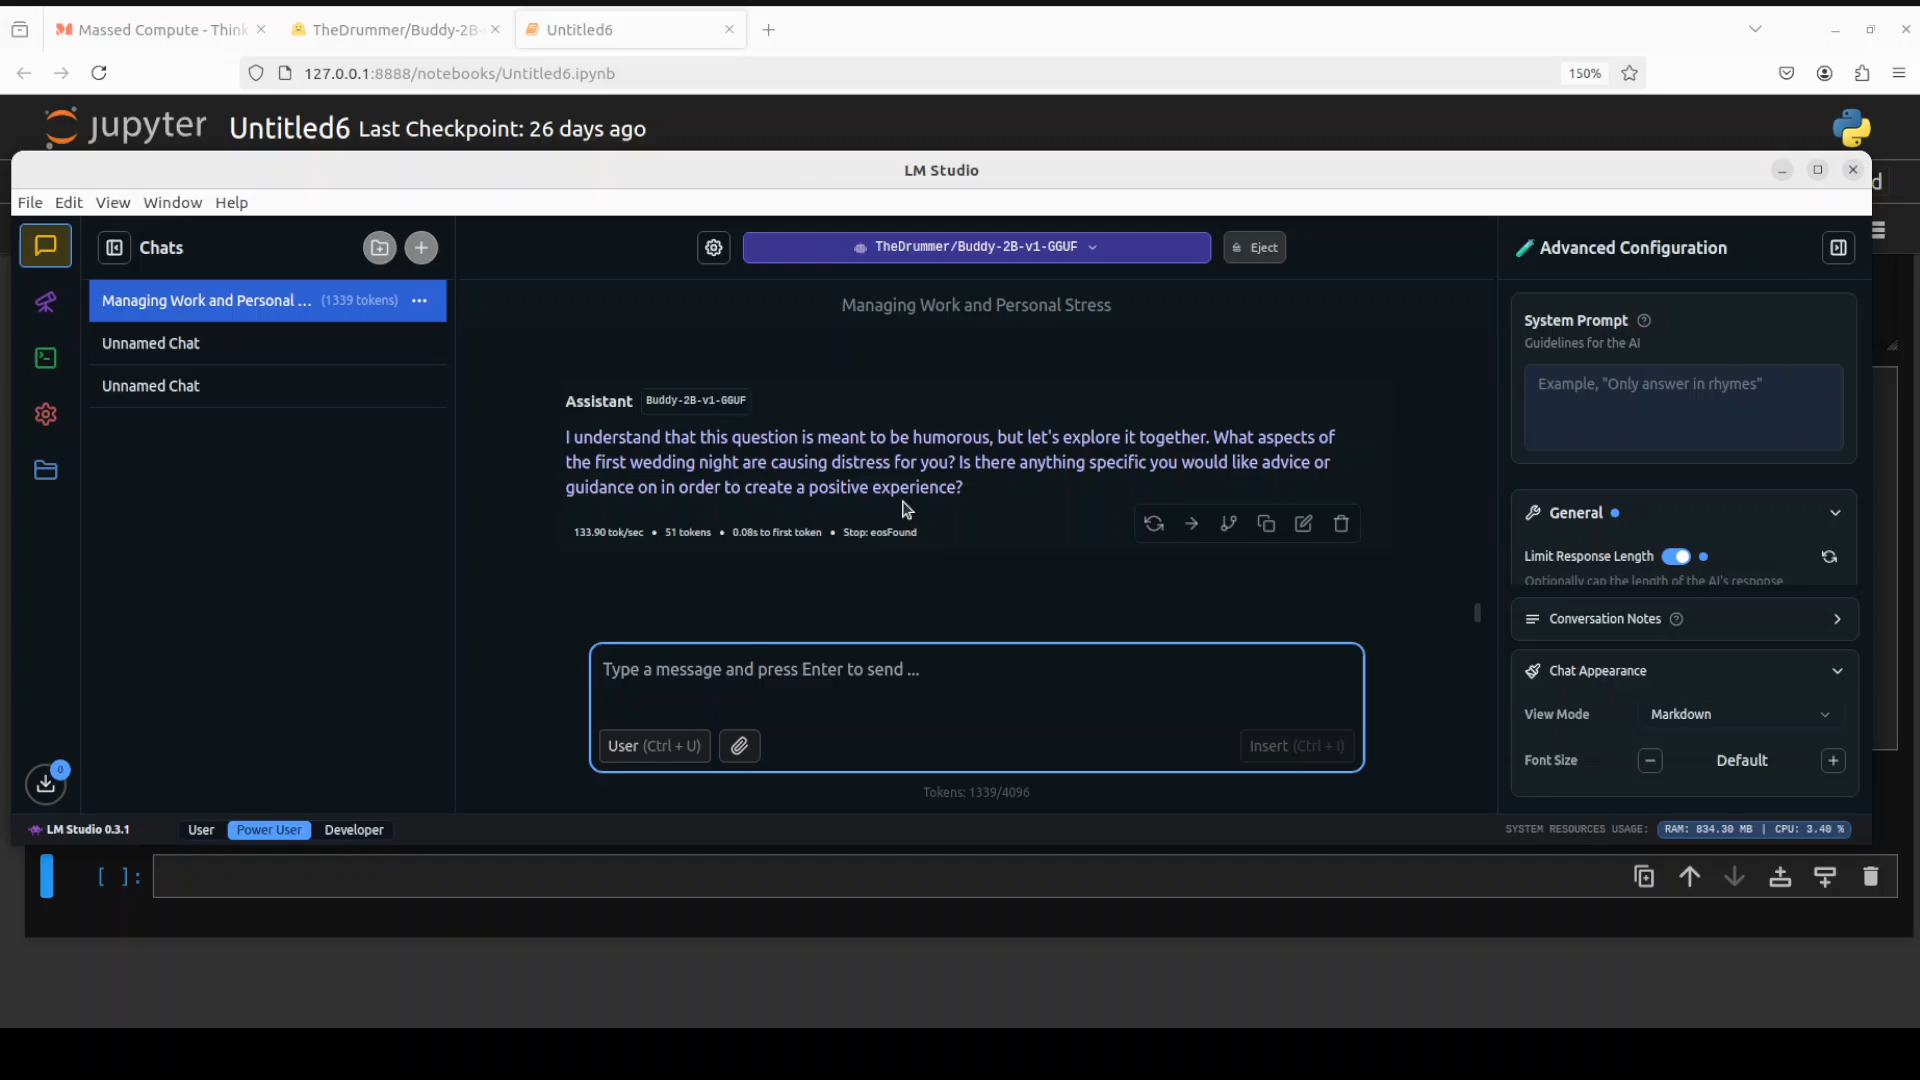 Massed Compute - Think
TheDrummer/Buddy-2B-
Untitled6
127.0.0.1:8888/notebooks/Untitled6.ipynb
150%
jupyter Untitled6 Last Checkpoint: 26 days ago
LM Studio
File Edit View Window Help
Chats
TheDrummer/Buddy-2B-v1-GGUF
Eject
Advanced Configuration
Managing Work and Personal ... (1339 tokens)
Unnamed Chat
Unnamed Chat
Managing Work and Personal Stress
Assistant Buddy-2B-v1-GGUF
I understand that this question is meant to be humorous, but let's explore it together. What aspects of
the first wedding night are causing distress for you? Is there anything specific you would like advice or
guidance on in order to create a positive experience?
133.90 tok/sec • 51 tokens • 0.08s to first token • Stop: eosFound
Type a message and press Enter to send ...
User (Ctrl + U)
Insert (Ctrl + I)
Tokens: 1339/4096
System Prompt
Guidelines for the AI
Example, "Only answer in rhymes"
General
Limit Response Length
Optionally cap the length of the AI's response
Conversation Notes
Chat Appearance
View Mode Markdown
Font Size Default
0
LM Studio 0.3.1 User Power User Developer
SYSTEM RESOURCES USAGE: RAM: 834.30 MB | CPU: 3.40 %
[ ]: